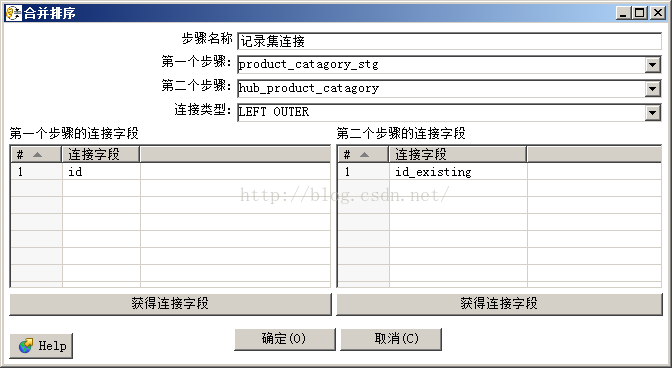 合并排序
步骤名称 记录集连接
第一个步骤: product_catagory_stg
第二个步骤: hub_product_catagory
连接类型: LEFT OUTER
第一个步骤的连接字段 第二个步骤的连接字段
# 连接字段 # 连接字段
1 id 1 id_existing
http://blog.csdn.net/
获得连接字段 获得连接字段
确定(O) 取消(C)
Help